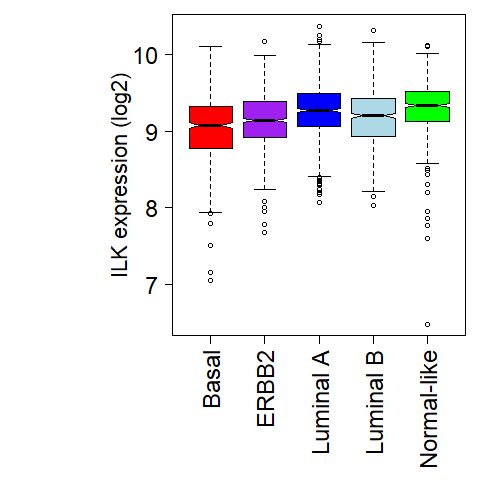 ILK expression (log2)
10
9
8
7
Basal
ERBB2
Luminal A
Luminal B
Normal-like